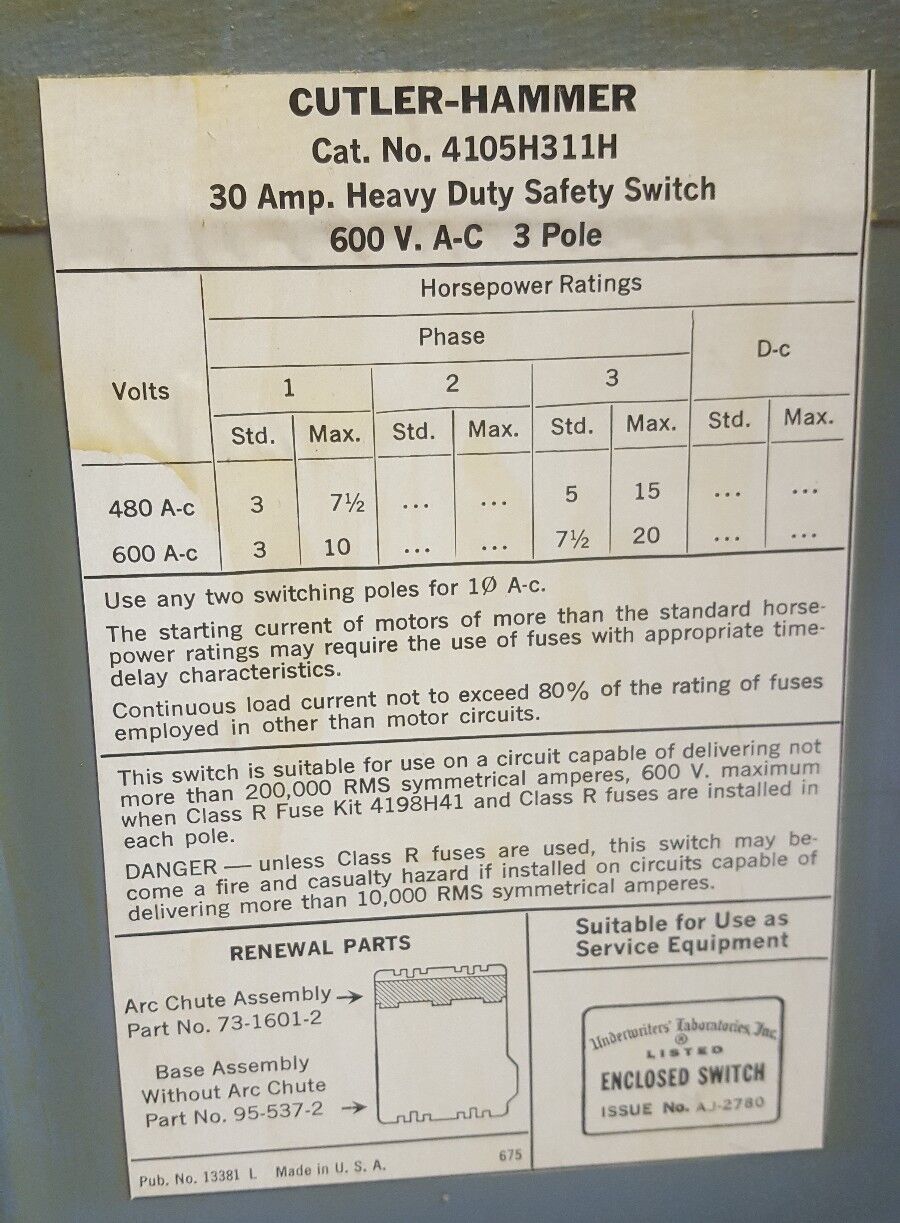 CUTLER-HAMMER
Cat. No. 4105H311H
30 Amp. Heavy Duty Safety Switch
600 V. A-C 3 Pole
Horsepower Ratings
Phase
D-c
Volts
1 2 3
Std. Max. Std. Max. Std. Max. Std. Max.
480 A-c 3 7½ ... ... 5 15 ... ...
600 A-c 3 10 ... ... 7½ 20 ... ...
Use any two switching poles for 1Ø A-c.
The starting current of motors of more than the standard horse-
power ratings may require the use of fuses with appropriate time-
delay characteristics.
Continuous load current not to exceed 80% of the rating of fuses
employed in other than motor circuits.
This switch is suitable for use on a circuit capable of delivering not
more than 200,000 RMS symmetrical amperes, 600 V. maximum
when Class R Fuse Kit 4198H41 and Class R fuses are installed in
each pole.
DANGER — unless Class R fuses are used, this switch may be-
come a fire and casualty hazard if installed on circuits capable of
delivering more than 10,000 RMS symmetrical amperes.
RENEWAL PARTS
Arc Chute Assembly
Part No. 73-1601-2
Base Assembly
Without Arc Chute
Part No. 95-537-2
Suitable for Use as
Service Equipment
Underwriters' Laboratories, Inc.
®
LISTED
ENCLOSED SWITCH
ISSUE No. AJ-2780
Pub. No. 13381 L Made in U. S. A. 675